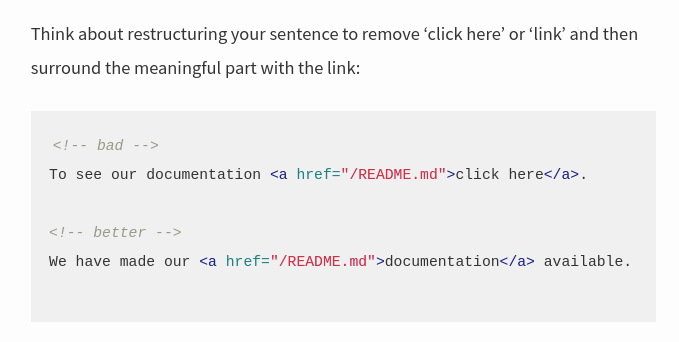 Think about restructuring your sentence to remove ‘click here’ or ‘link’ and then
surround the meaningful part with the link:
<!-- bad -->
To see our documentation <a href="/README.md">click here</a>.
<!-- better -->
We have made our <a href="/README.md">documentation</a> available.